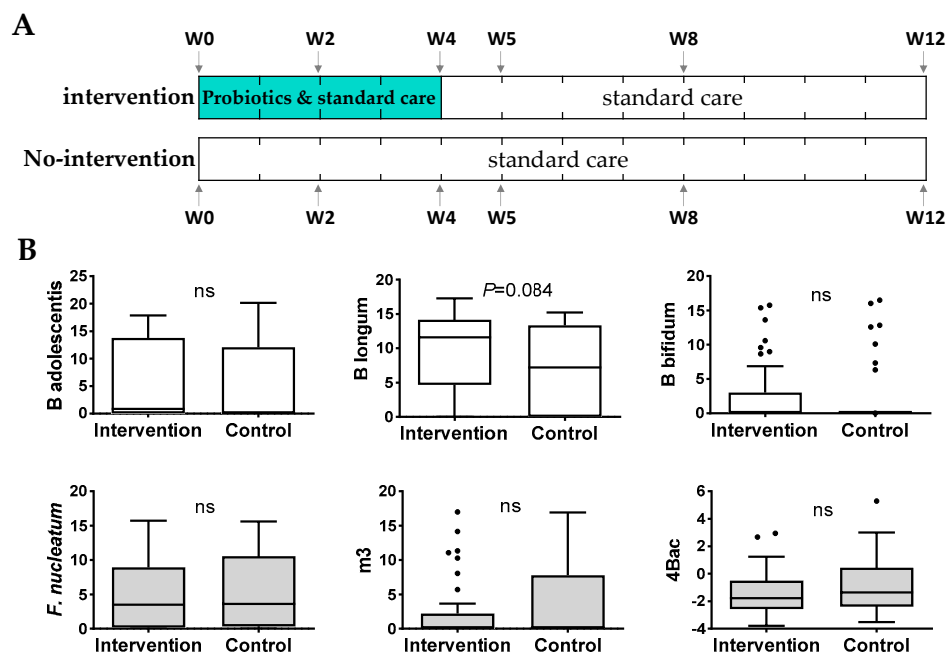 A
W0 W2 W4 W5 W8 W12
intervention Probiotics & standard care standard care
No-intervention standard care
W0 W2 W4 W5 W8 W12
B
B adolescentis
25
20
15
10
5
0
ns
Intervention Control
B longum
20
15
10
5
0
P=0.084
Intervention Control
B bifidum
20
15
10
5
0
ns
Intervention Control
F. nucleatum
20
15
10
5
0
ns
Intervention Control
m3
20
15
10
5
0
ns
Intervention Control
4Bac
6
4
2
0
-2
-4
ns
Intervention Control